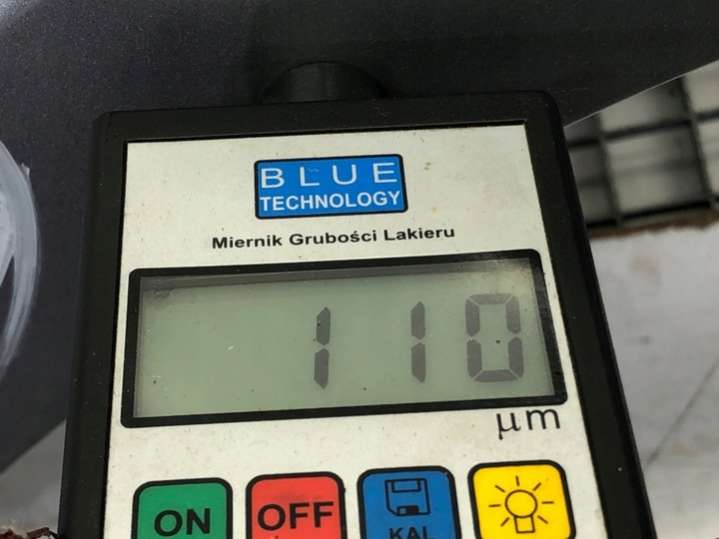 BLUE
TECHNOLOGY
Miernik Grubości Lakieru
110
μm
ON
OFF
KAL